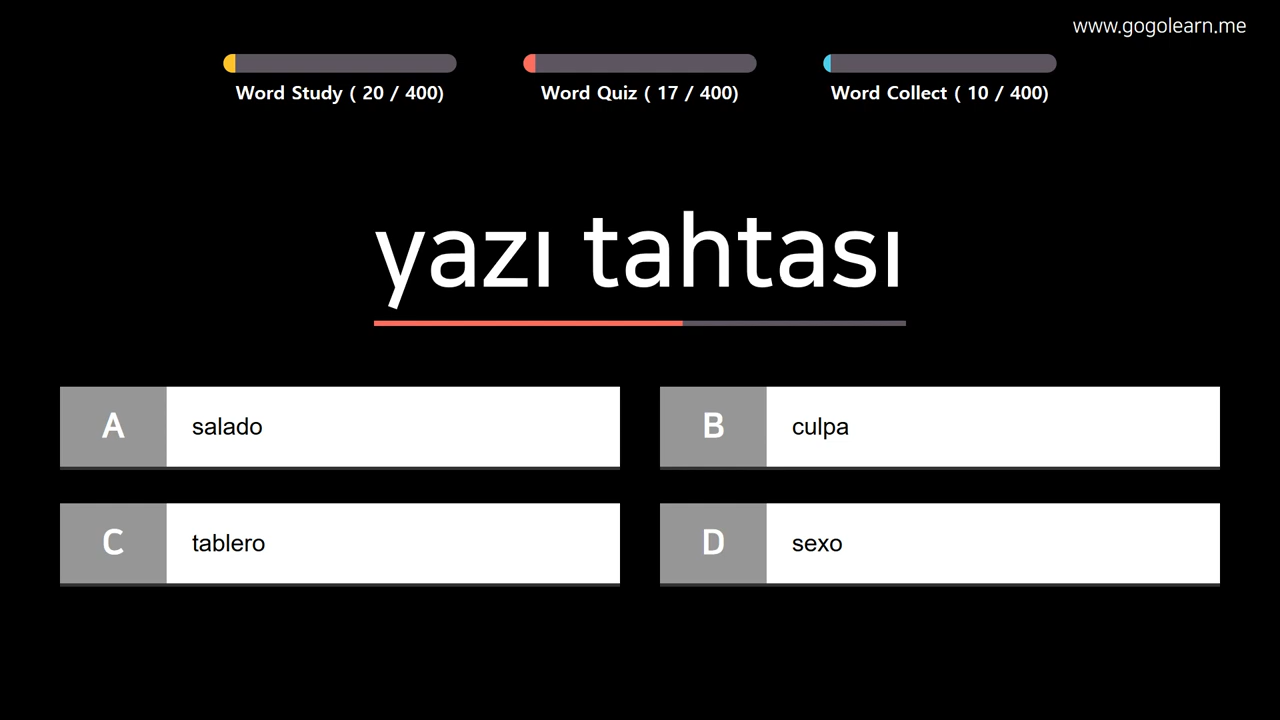 www.gogolearn.me
Word Study ( 20 / 400)
Word Quiz ( 17 / 400)
Word Collect ( 10 / 400)
yazı tahtası
A salado
B culpa
C tablero
D sexo